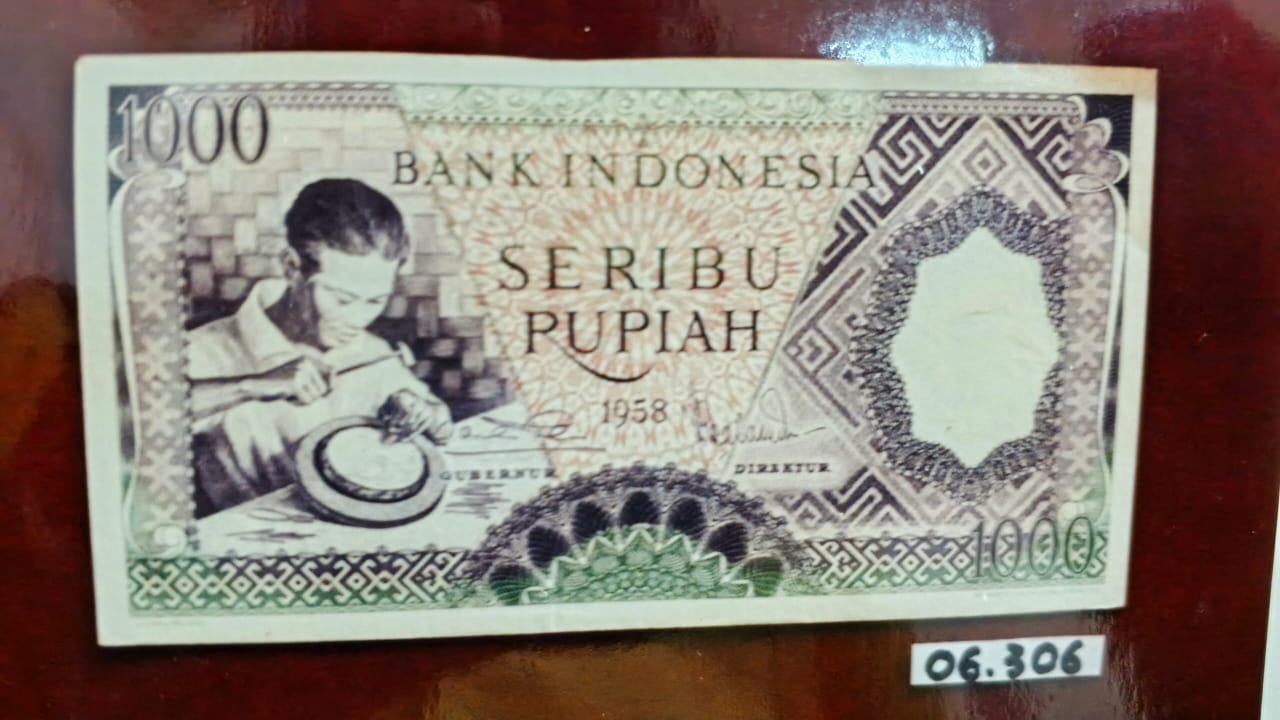 1000
BANK INDONESIA
SERIBU
PUPIAH
1958
GUBERNUR
DIREKTUR
1000
06.306